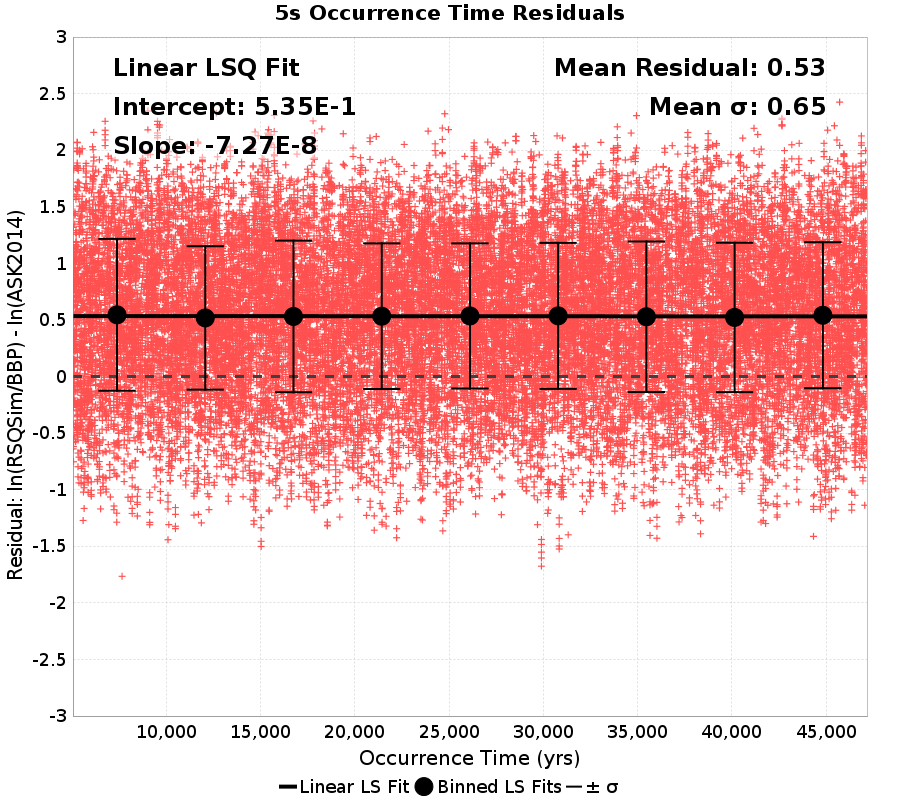 5s Occurrence Time Residuals
Linear LSQ Fit
Mean Residual: 0.53
Intercept: 5.35E-1
Mean σ: 0.65
Slope: -7.27E-8
3
2.5
2
1.5
1
0.5
0
-0.5
-1
-1.5
-2
-2.5
-3
Residual: ln(RSQSim/BBP) - ln(ASK2014)
10,000 15,000 20,000 25,000 30,000 35,000 40,000 45,000
Occurrence Time (yrs)
Linear LS Fit Binned LS Fits ± σ